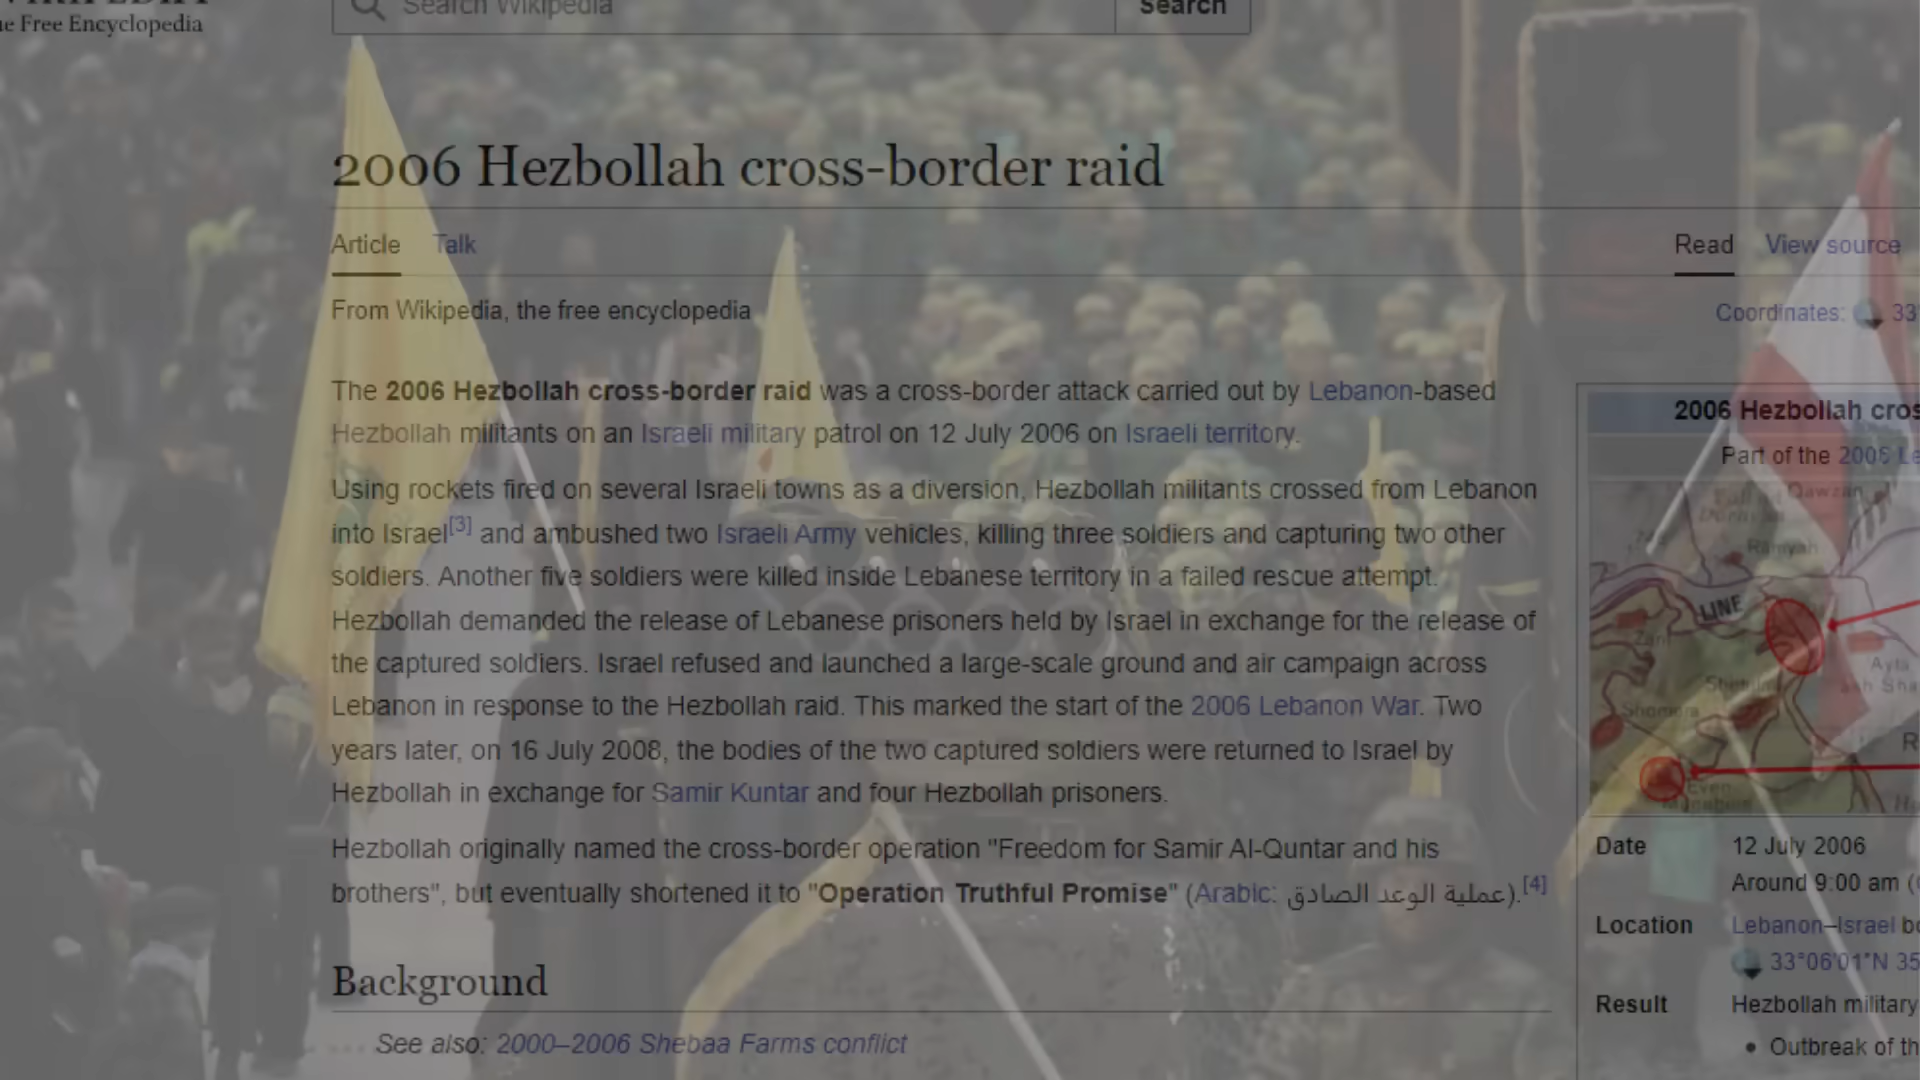 he Free Encyclopedia
Search Wikipedia
Search
2006 Hezbollah cross-border raid
Article Talk
Read View source
From Wikipedia, the free encyclopedia
Coordinates: 33
The 2006 Hezbollah cross-border raid was a cross-border attack carried out by Lebanon-based
Hezbollah militants on an Israeli military patrol on 12 July 2006 on Israeli territory.
Using rockets fired on several Israeli towns as a diversion, Hezbollah militants crossed from Lebanon
into Israel[3] and ambushed two Israeli Army vehicles, killing three soldiers and capturing two other
soldiers. Another five soldiers were killed inside Lebanese territory in a failed rescue attempt.
Hezbollah demanded the release of Lebanese prisoners held by Israel in exchange for the release of
the captured soldiers. Israel refused and launched a large-scale ground and air campaign across
Lebanon in response to the Hezbollah raid. This marked the start of the 2006 Lebanon War. Two
years later, on 16 July 2008, the bodies of the two captured soldiers were returned to Israel by
Hezbollah in exchange for Samir Kuntar and four Hezbollah prisoners.
Hezbollah originally named the cross-border operation "Freedom for Samir Al-Quntar and his
brothers", but eventually shortened it to "Operation Truthful Promise" (Arabic: عملية الوعد الصادق).[4]
Background
See also: 2000–2006 Shebaa Farms conflict
2006 Hezbollah cros
Part of the 2006 Le
Ramyah
LINE
Zarit
Shomera
Ayta
Date 12 July 2006
Around 9:00 am (
Location Lebanon–Israel bo
33°06′01″N 35
Result Hezbollah military
• Outbreak of th